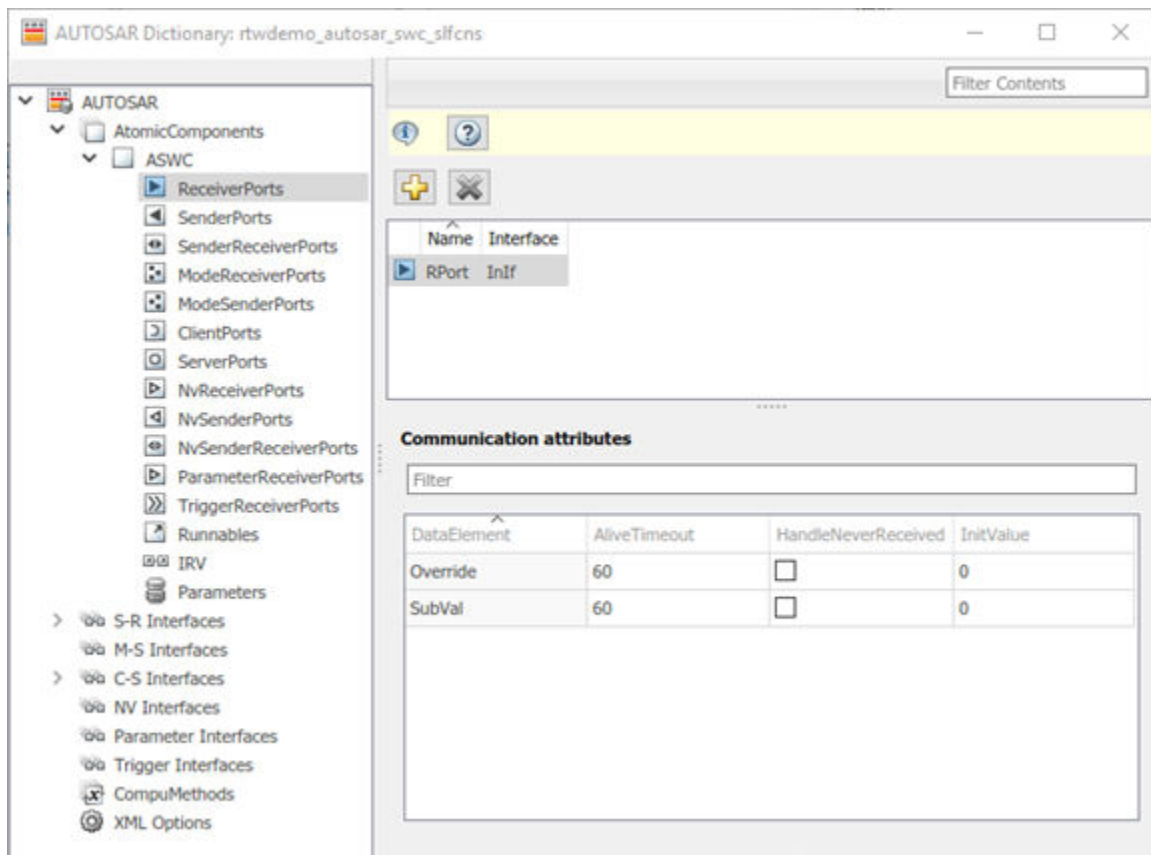 AUTOSAR Dictionary: rtwdemo_autosar_swc_slfcns
Filter Contents
AUTOSAR
AtomicComponents
ASWC
ReceiverPorts
SenderPorts
SenderReceiverPorts
ModeReceiverPorts
ModeSenderPorts
ClientPorts
ServerPorts
NvReceiverPorts
NvSenderPorts
NvSenderReceiverPorts
ParameterReceiverPorts
TriggerReceiverPorts
Runnables
IRV
Parameters
S-R Interfaces
M-S Interfaces
C-S Interfaces
NV Interfaces
Parameter Interfaces
Trigger Interfaces
CompuMethods
XML Options
Name Interface
RPort InIf
Communication attributes
Filter
DataElement AliveTimeout HandleNeverReceived InitValue
Override 60 0
SubVal 60 0